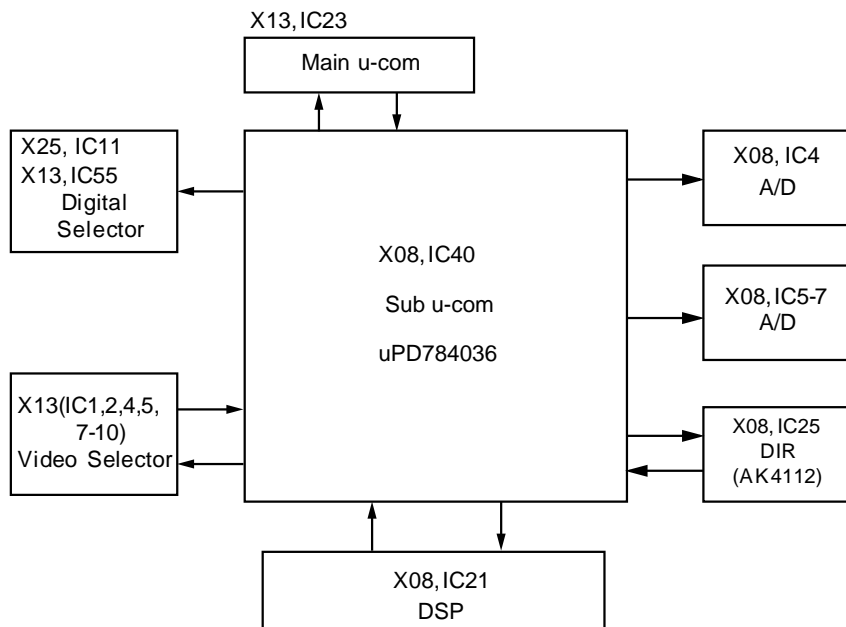 X13,IC23
Main u-com
X25, IC11
X13,IC55
Digital
Selector
X08,IC4
A/D
X08,IC40
Sub u-com
uPD784036
X08,IC5-7
A/D
X13(IC1,2,4,5,
7-10)
Video Selector
X08,IC25
DIR
(AK4112)
X08,IC21
DSP